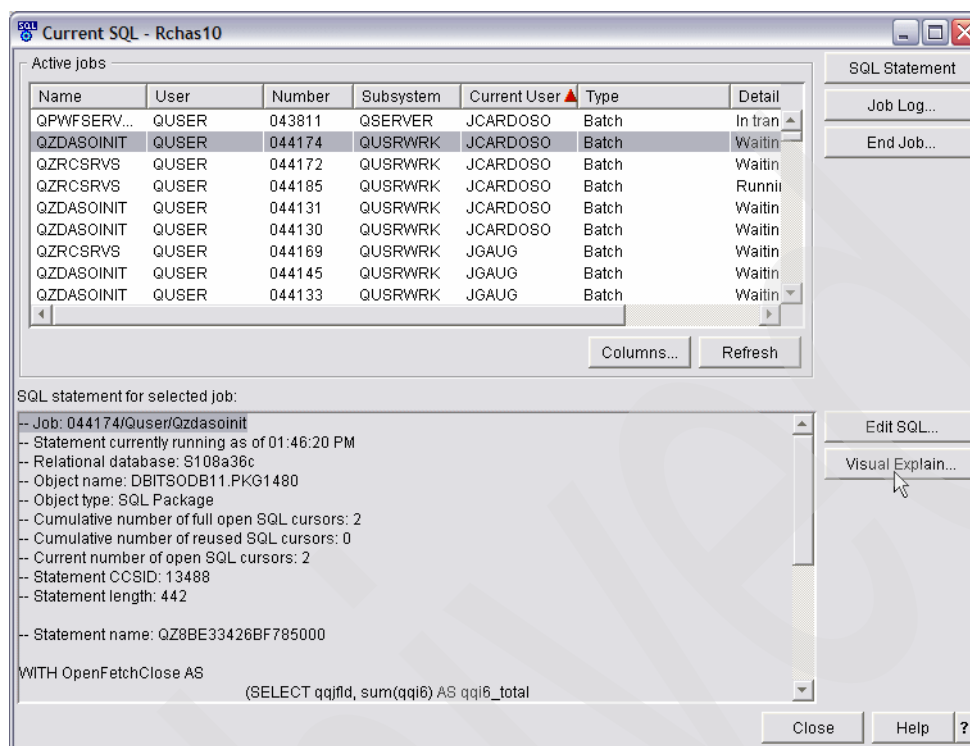 SQL Current SQL - Rchas10
Active jobs
Name User Number Subsystem Current User Type Detail
QPWFSERV... QUSER 043811 QSERVER JCARDOSO Batch In tran
QZDASOINIT QUSER 044174 QUSRWRK JCARDOSO Batch Waitin
QZRCSRVS QUSER 044172 QUSRWRK JCARDOSO Batch Waitin
QZRCSRVS QUSER 044185 QUSRWRK JCARDOSO Batch Runni
QZDASOINIT QUSER 044131 QUSRWRK JCARDOSO Batch Waitin
QZDASOINIT QUSER 044130 QUSRWRK JCARDOSO Batch Waitin
QZRCSRVS QUSER 044169 QUSRWRK JGAUG Batch Waitin
QZDASOINIT QUSER 044145 QUSRWRK JGAUG Batch Waitin
QZDASOINIT QUSER 044133 QUSRWRK JGAUG Batch Waitin
Columns... Refresh
SQL Statement
Job Log...
End Job...
SQL statement for selected job:
-- Job: 044174/Quser/Qzdasoinit
-- Statement currently running as of 01:46:20 PM
-- Relational database: S108a36c
-- Object name: DBITSODB11.PKG1480
-- Object type: SQL Package
-- Cumulative number of full open SQL cursors: 2
-- Cumulative number of reused SQL cursors: 0
-- Current number of open SQL cursors: 2
-- Statement CCSID: 13488
-- Statement length: 442
-- Statement name: QZ8BE33426BF785000
WITH OpenFetchClose AS
(SELECT qqjfld, sum(qqi6) AS qqi6_total
Edit SQL...
Visual Explain...
Close Help ?